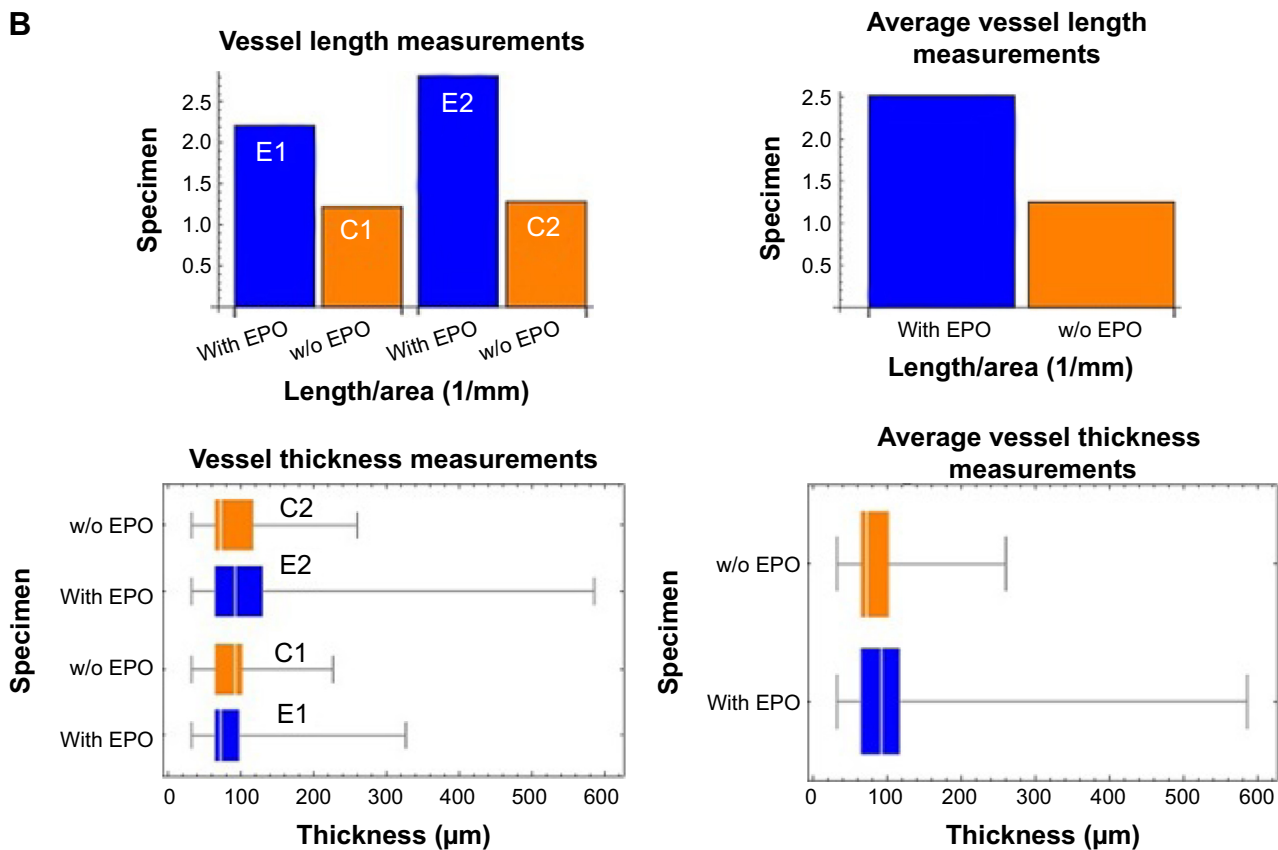 B
Vessel length measurements
Specimen
2.5
2.0
1.5
1.0
0.5
E1
C1
E2
C2
With EPO
w/o EPO
With EPO
w/o EPO
Length/area (1/mm)
Average vessel length
measurements
Specimen
2.5
2.0
1.5
1.0
0.5
With EPO
w/o EPO
Length/area (1/mm)
Vessel thickness measurements
Specimen
w/o EPO
C2
With EPO
E2
w/o EPO
C1
With EPO
E1
0 100 200 300 400 500 600
Thickness (µm)
Average vessel thickness
measurements
Specimen
w/o EPO
With EPO
0 100 200 300 400 500 600
Thickness (µm)